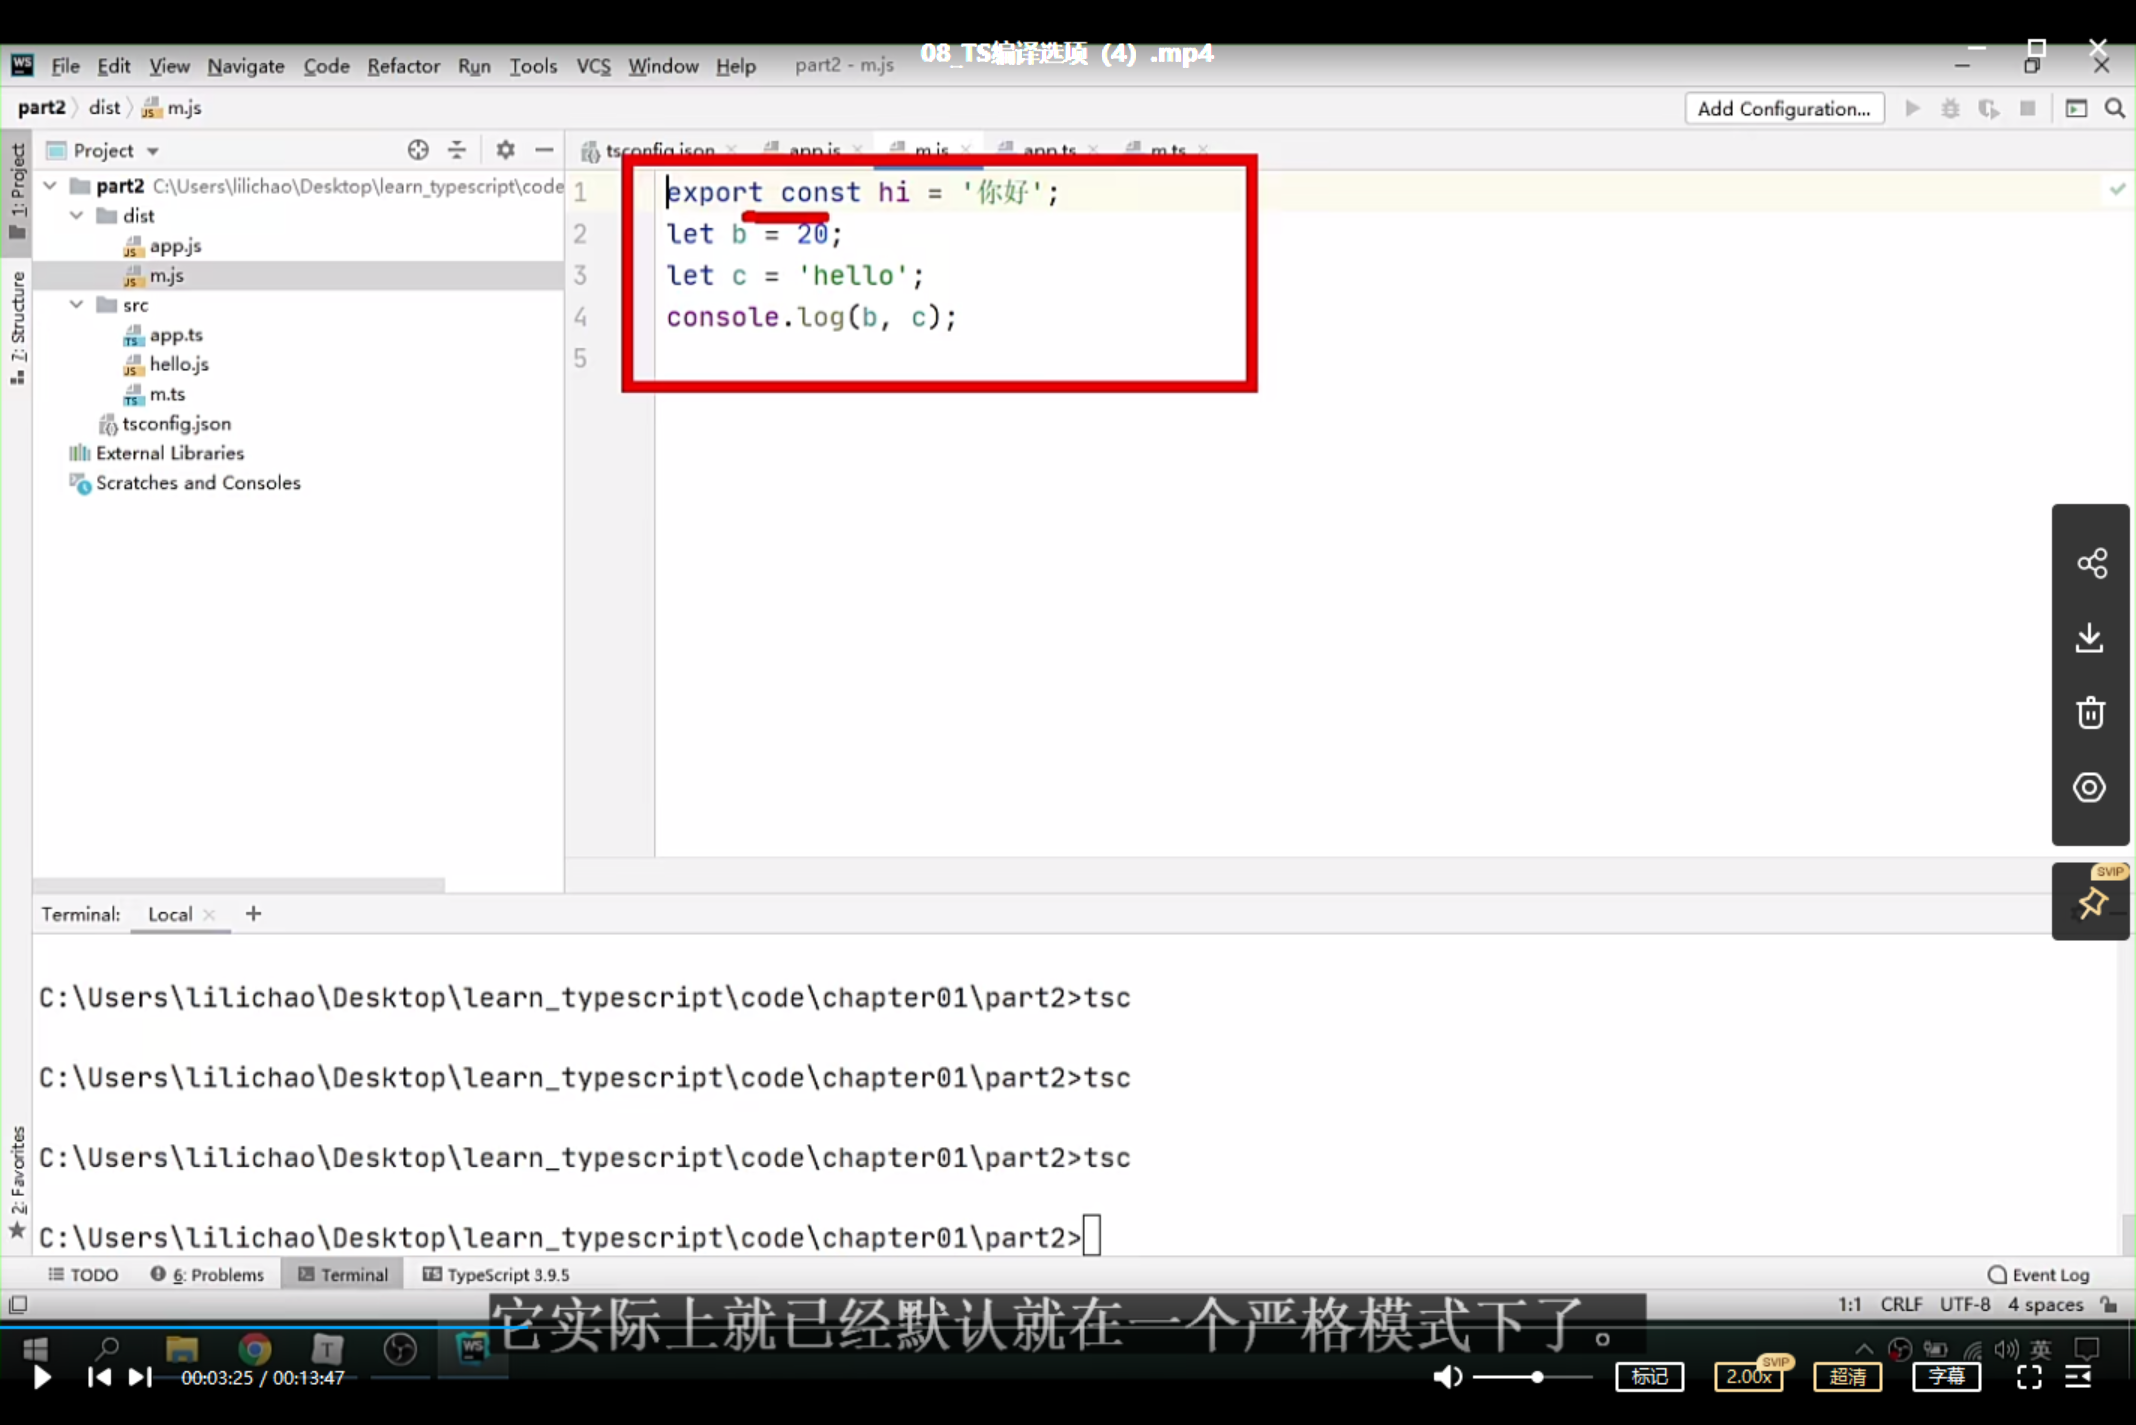 08_TS编译选项 (4) .mp4
WS File Edit View Navigate Code Refactor Run Tools VCS Window Help part2 - m.js
part2 dist m.js
Add Configuration...
1: Project
Project
tsconfig.json app.js m.js app.ts m.ts
part2 C:\Users\lilichao\Desktop\learn_typescript\code
dist
app.js
m.js
src
app.ts
hello.js
m.ts
tsconfig.json
External Libraries
Scratches and Consoles
7: Structure
1 export const hi = '你好';
2 let b = 20;
3 let c = 'hello';
4 console.log(b, c);
5
SVIP
Terminal: Local +
C:\Users\lilichao\Desktop\learn_typescript\code\chapter01\part2>tsc
C:\Users\lilichao\Desktop\learn_typescript\code\chapter01\part2>tsc
C:\Users\lilichao\Desktop\learn_typescript\code\chapter01\part2>tsc
C:\Users\lilichao\Desktop\learn_typescript\code\chapter01\part2>
2: Favorites
TODO 6: Problems Terminal TypeScript 3.9.5 Event Log
1:1 CRLF UTF-8 4 spaces
它实际上就已经默认就在一个严格模式下了。
T WS 英
00:03:25 / 00:13:47 标记 2.00x SVIP 超清 字幕